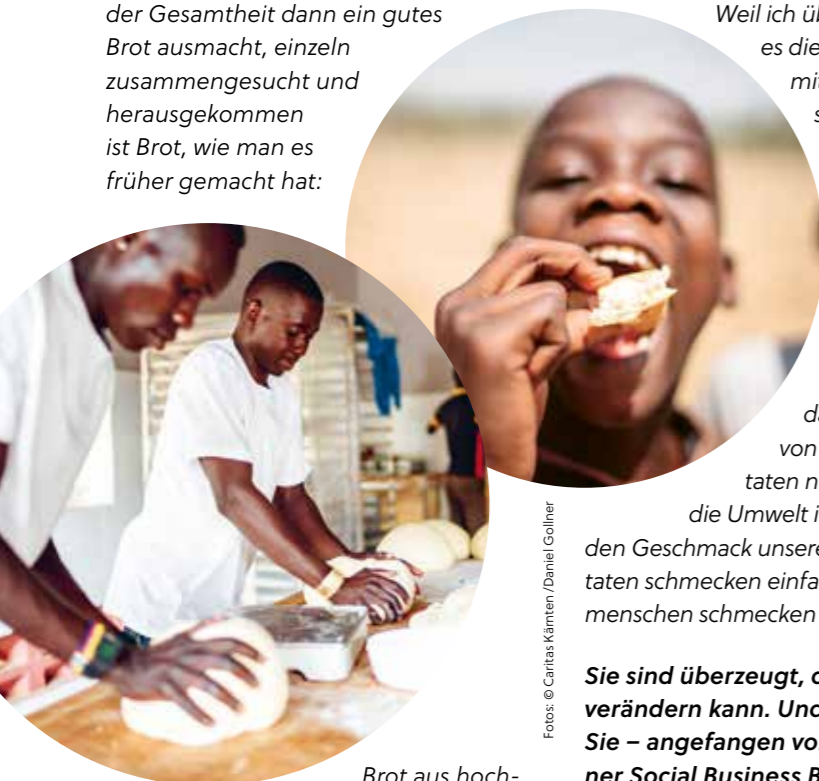 der Gesamtheit dann ein gutes
Brot ausmacht, einzeln
zusammengesucht und
herausgekommen
ist Brot, wie man es
früher gemacht hat:
Brot aus hoch-
Weil ich üb
es die
mit
s
da
von
taten n
die Umwelt i
den Geschmack unsere
taten schmecken einfa
menschen schmecken
Sie sind überzeugt, d
verändern kann. Und
Sie – angefangen vo
ner Social Business B
Fotos: © Caritas Kärnten / Daniel Gollner